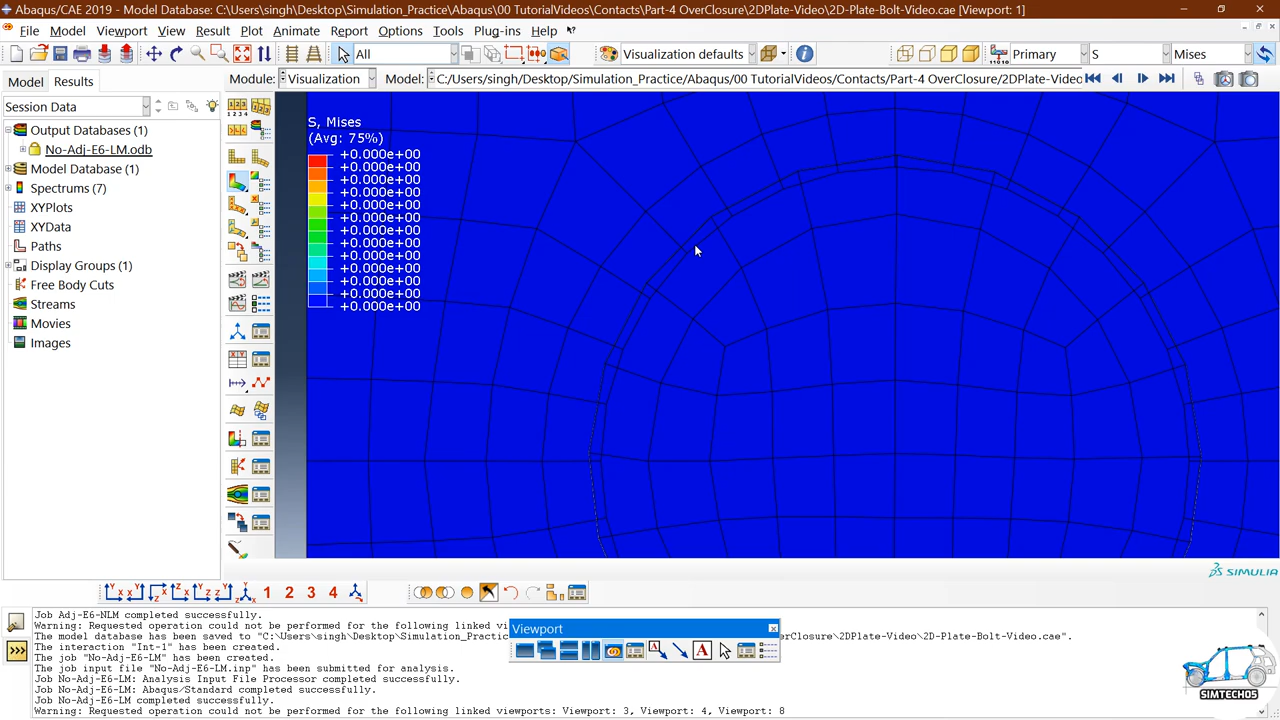 Abaqus/CAE 2019 - Model Database: C:\Users\singh\Desktop\Simulation_Practice\Abaqus\00 TutorialVideos\Contacts\Part-4 OverClosure\2DPlate-Video\2D-Plate-Bolt-Video.cae [Viewport: 1]
File Model Viewport View Result Plot Animate Report Options Tools Plug-ins Help
All Visualization defaults Primary S Mises
Model Results Module: Visualization Model: C:/Users/singh/Desktop/Simulation_Practice/Abaqus/00 TutorialVideos/Contacts/Part-4 OverClosure/2DPlate-Video
Session Data
Output Databases (1)
No-Adj-E6-LM.odb
Model Database (1)
Spectrums (7)
XYPlots
XYData
Paths
Display Groups (1)
Free Body Cuts
Streams
Movies
Images
S, Mises
(Avg: 75%)
+0.000e+00
+0.000e+00
+0.000e+00
+0.000e+00
+0.000e+00
+0.000e+00
+0.000e+00
+0.000e+00
+0.000e+00
+0.000e+00
+0.000e+00
+0.000e+00
+0.000e+00
SIMULIA
1 2 3 4
Job Adj-E6-NLM completed successfully.
Warning: Requested operation could not be performed for the following linked v
The model database has been saved to "C:\Users\singh\Desktop\Simulation_Practic
erClosure\2DPlate-Video\2D-Plate-Bolt-Video.cae".
The interaction "Int-1" has been created.
The job "No-Adj-E6-LM" has been created.
The job input file "No-Adj-E6-LM.inp" has been submitted for analysis.
Job No-Adj-E6-LM: Analysis Input File Processor completed successfully.
Job No-Adj-E6-LM: Abaqus/Standard completed successfully.
Job No-Adj-E6-LM completed successfully.
Warning: Requested operation could not be performed for the following linked viewports: Viewport: 3, Viewport: 4, Viewport: 8
Viewport
A
SIMTECH05